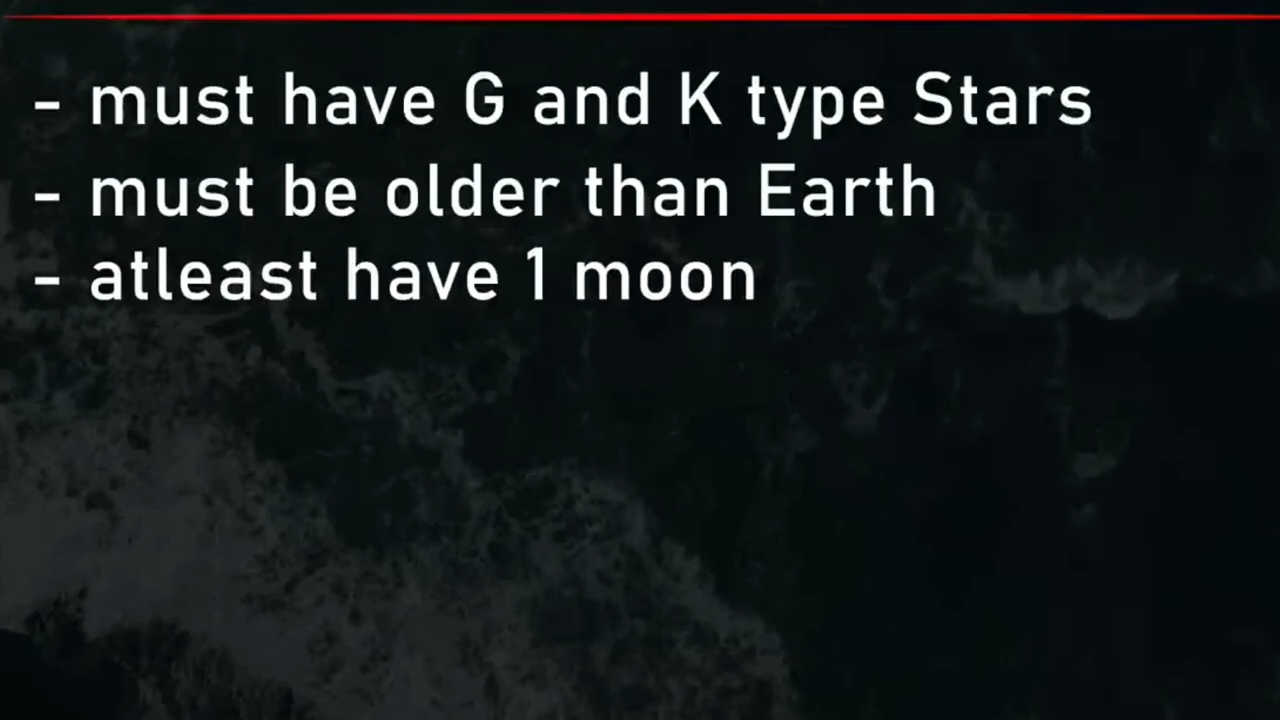 - must have G and K type Stars
- must be older than Earth
- atleast have 1 moon